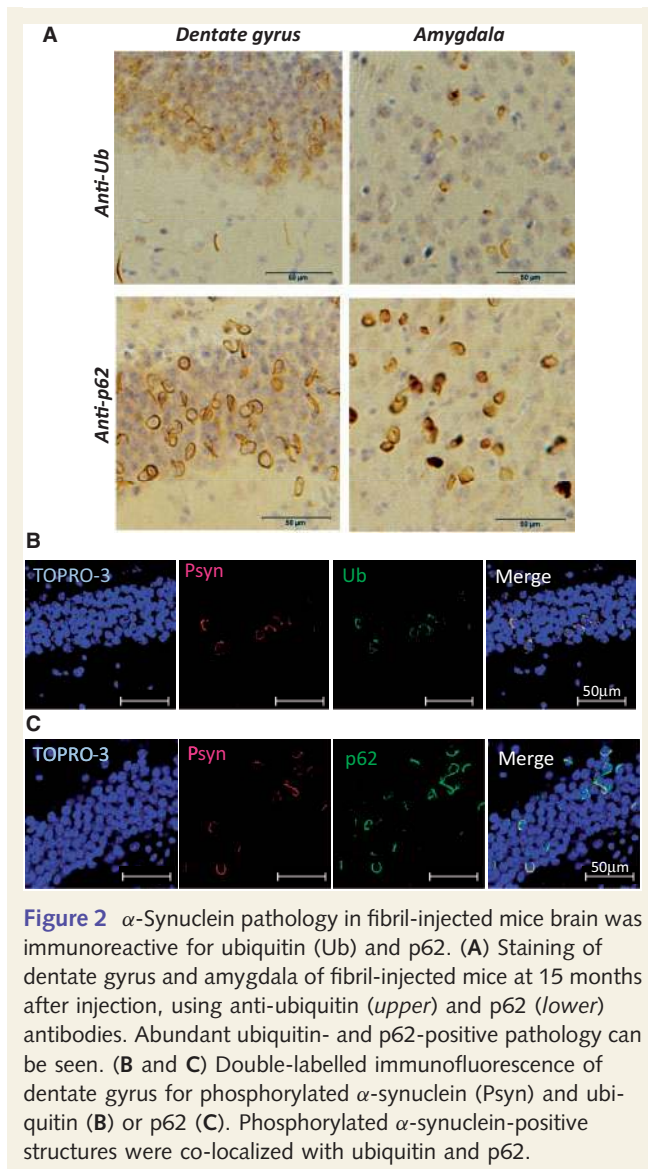 A
Dentate gyrus
Amygdala
Anti-Ub
50 µm
50 µm
Anti-p62
50 µm
50 µm
B
TOPRO-3
Psyn
Ub
Merge
50µm
C
TOPRO-3
Psyn
p62
Merge
50µm
Figure 2 α-Synuclein pathology in fibril-injected mice brain was
immunoreactive for ubiquitin (Ub) and p62. (A) Staining of
dentate gyrus and amygdala of fibril-injected mice at 15 months
after injection, using anti-ubiquitin (upper) and p62 (lower)
antibodies. Abundant ubiquitin- and p62-positive pathology can
be seen. (B and C) Double-labelled immunofluorescence of
dentate gyrus for phosphorylated α-synuclein (Psyn) and ubi-
quitin (B) or p62 (C). Phosphorylated α-synuclein-positive
structures were co-localized with ubiquitin and p62.